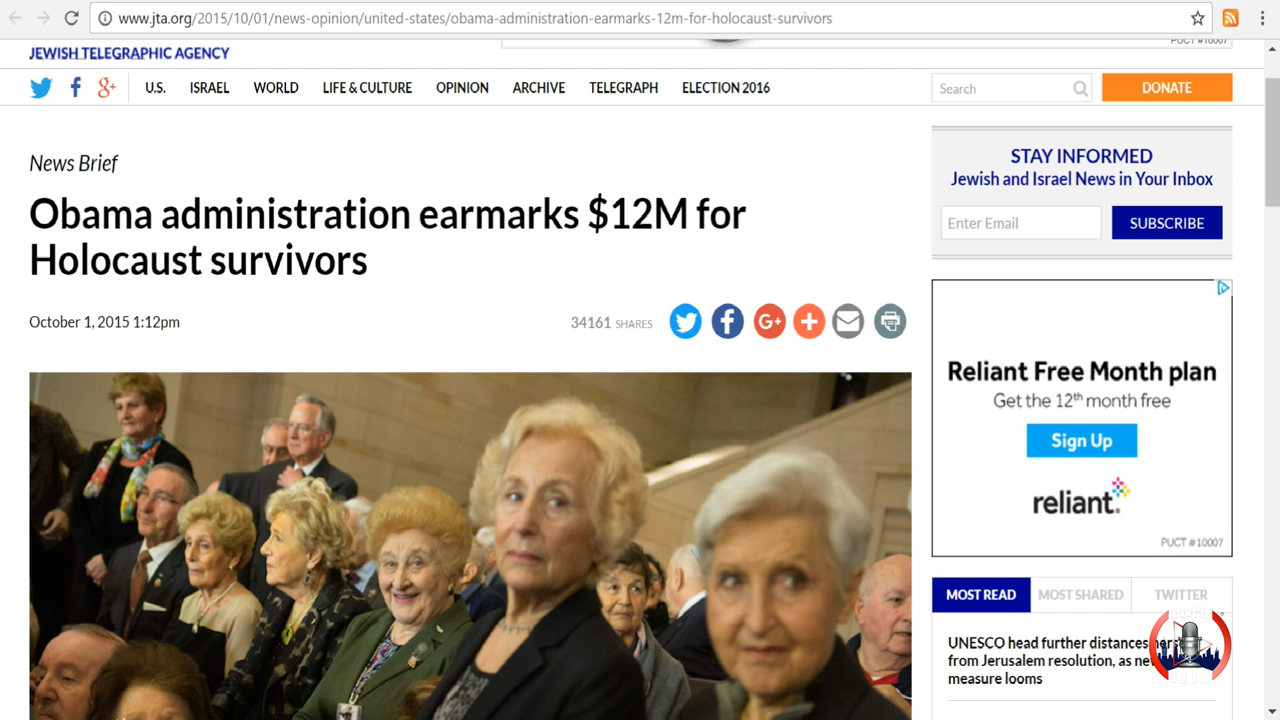 www.jta.org/2015/10/01/news-opinion/united-states/obama-administration-earmarks-12m-for-holocaust-survivors
JEWISH TELEGRAPHIC AGENCY
PUCT #10007
U.S. ISRAEL WORLD LIFE & CULTURE OPINION ARCHIVE TELEGRAPH ELECTION 2016
Search
DONATE
News Brief
Obama administration earmarks $12M for
Holocaust survivors
October 1, 2015 1:12pm
34161 SHARES
STAY INFORMED
Jewish and Israel News in Your Inbox
Enter Email
SUBSCRIBE
Reliant Free Month plan
Get the 12th month free
Sign Up
reliant.
PUCT #10007
MOST READ MOST SHARED TWITTER
UNESCO head further distances
from Jerusalem resolution, as
measure looms
SHOW